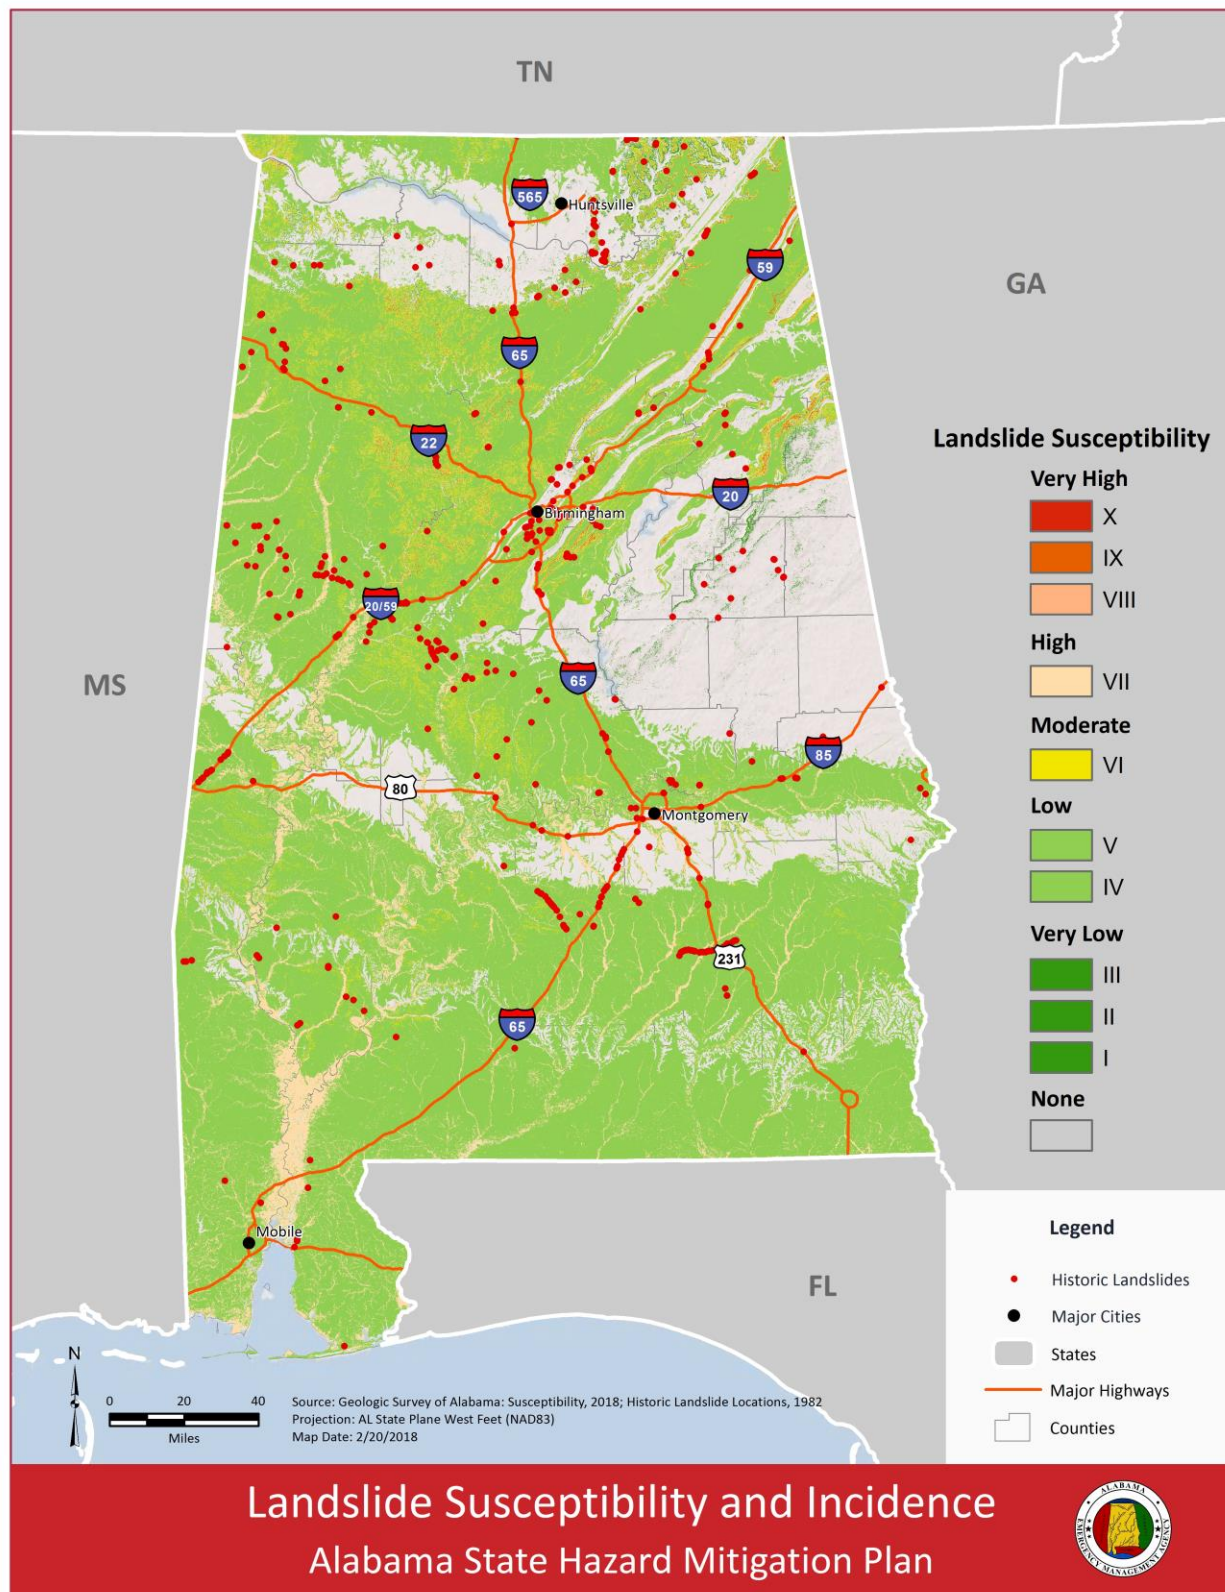 TN
565
Huntsville
59
GA
65
22
20
Birmingham
20/59
MS
65
85
80
Montgomery
231
65
Mobile
FL
Landslide Susceptibility
Very High
X
IX
VIII
High
VII
Moderate
VI
Low
V
IV
Very Low
III
II
I
None
Legend
Historic Landslides
Major Cities
States
Major Highways
Counties
N
0 20 40
Miles
Source: Geologic Survey of Alabama: Susceptibility, 2018; Historic Landslide Locations, 1982
Projection: AL State Plane West Feet (NAD83)
Map Date: 2/20/2018
Landslide Susceptibility and Incidence
Alabama State Hazard Mitigation Plan
ALABAMA
EMERGENCY MANAGEMENT AGENCY